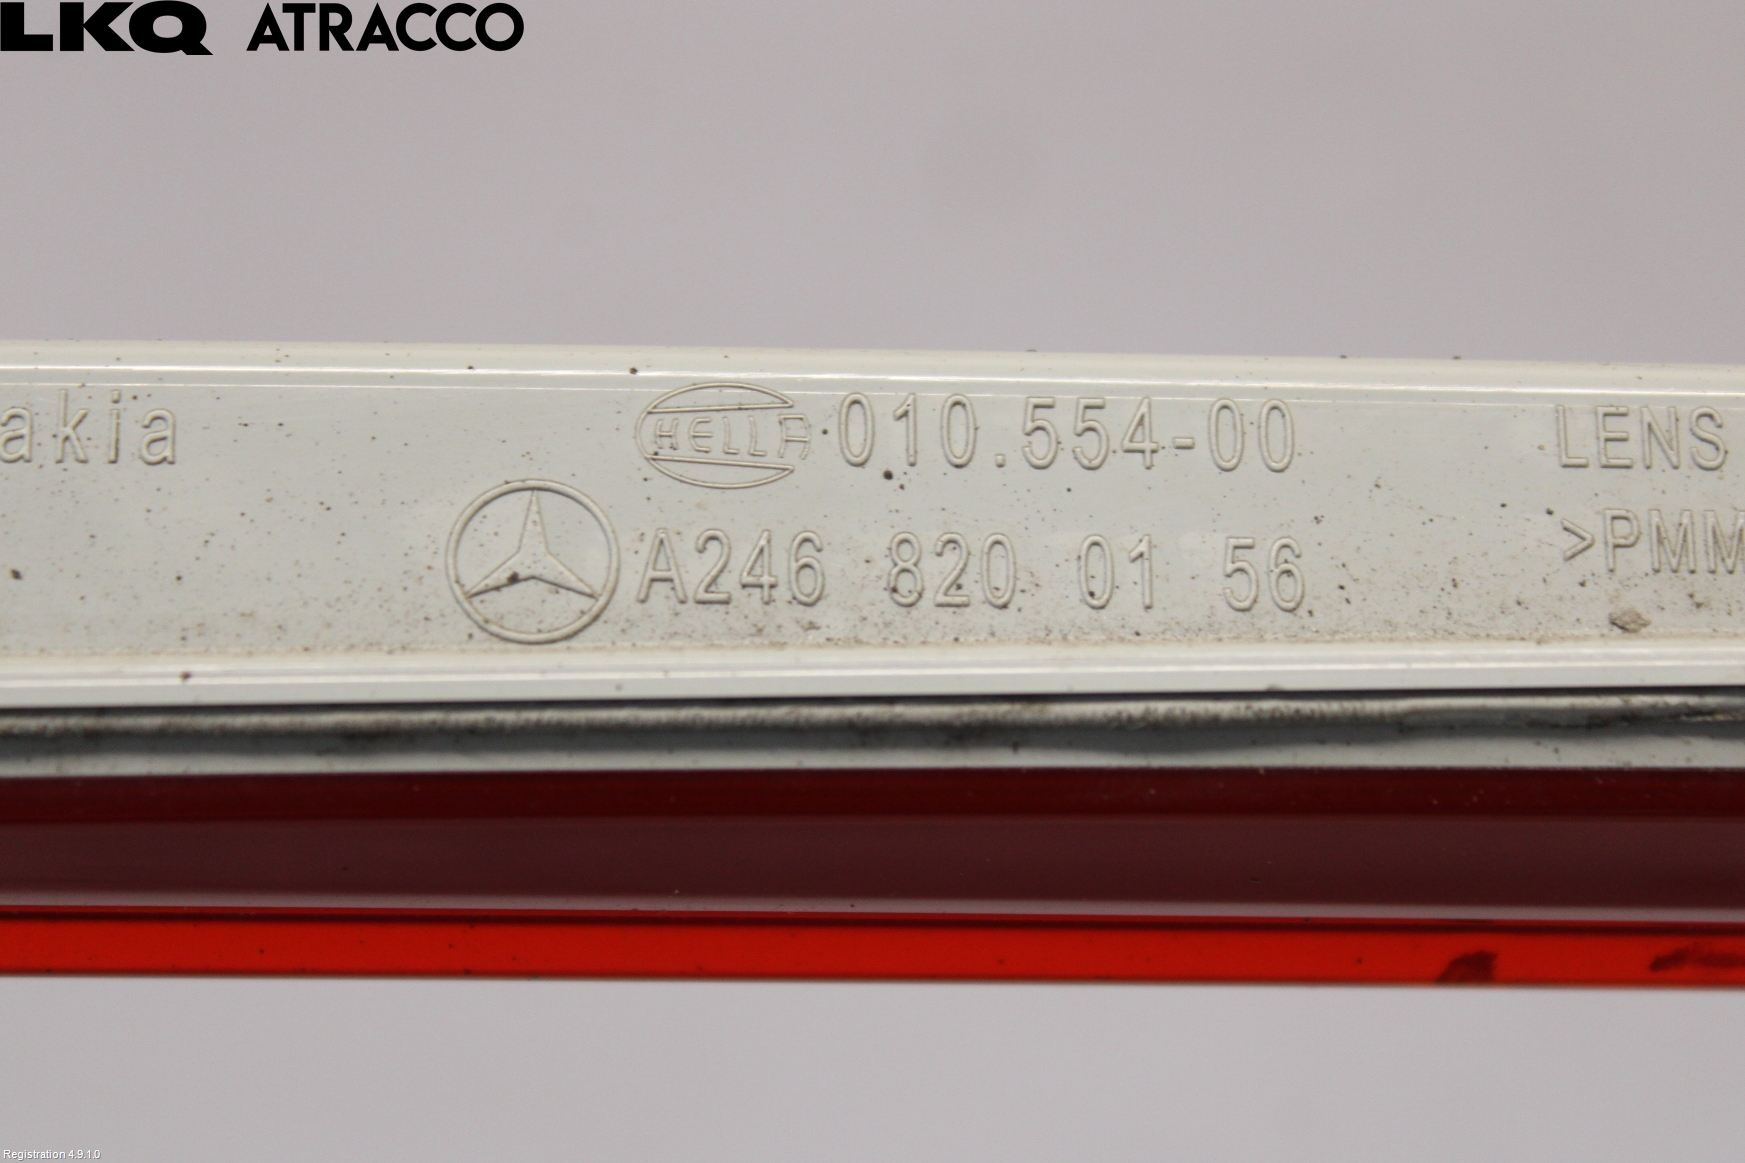 LKQ ATRACCO
akia
HELLA 010.554-00
LENS
A246 820 01 56
>PMM
Registration 4.9.1.0